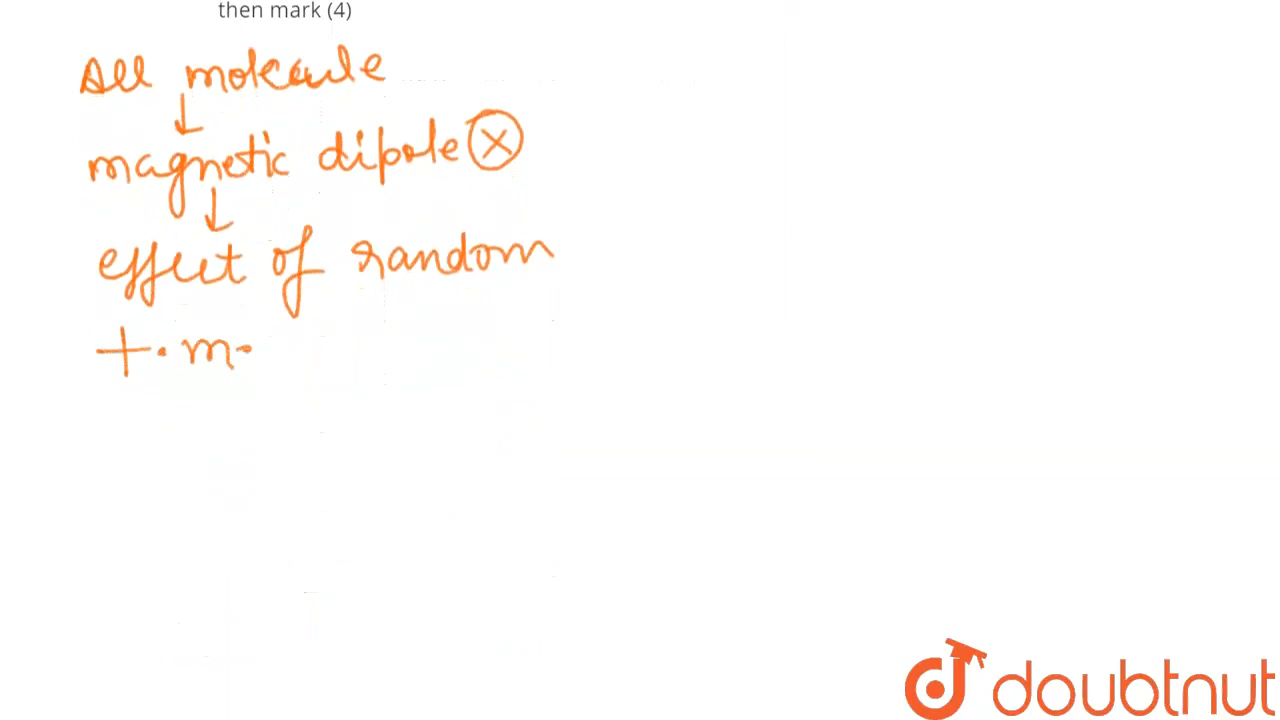 then mark (4)
All molecule
↓
magnetic dipole ⓧ
↓
effect of random
+.m.
doubtnut